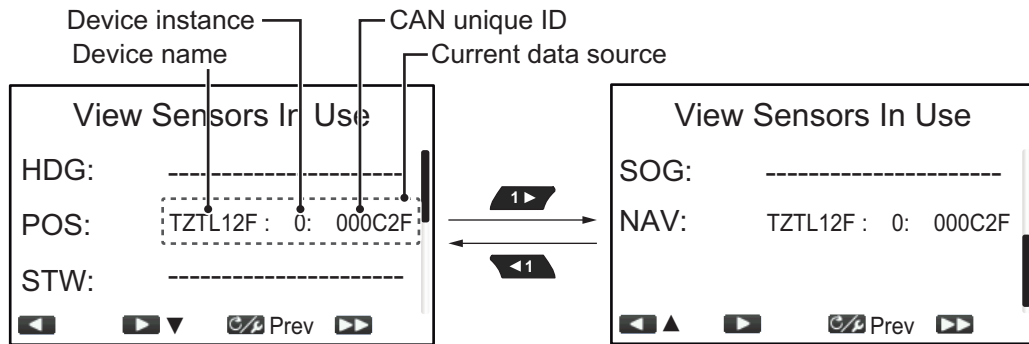 Device instance
CAN unique ID
Device name
Current data source
View Sensors In Use
HDG: ----------------------
POS: TZTL12F : 0: 000C2F
STW: ----------------------
◀ ▶ ▼ Prev ▶▶
1▶
◀1
View Sensors In Use
SOG: ----------------------
NAV: TZTL12F : 0: 000C2F
◀ ▲ ▶ Prev ▶▶